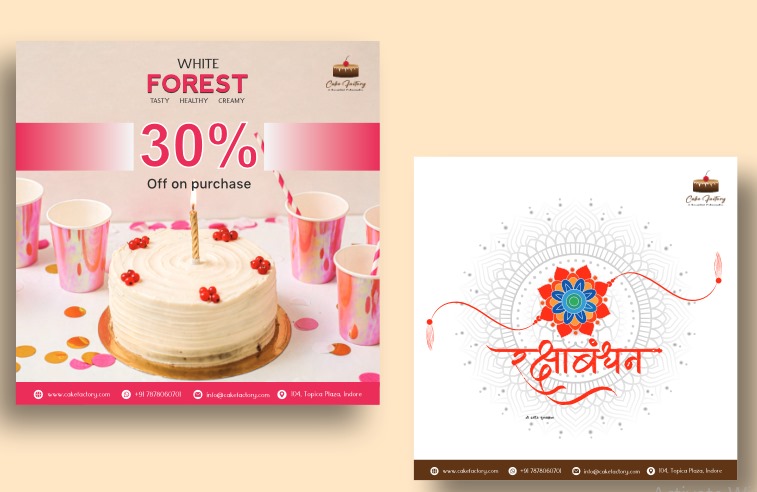 WHITE
FOREST
TASTY HEALTHY CREAMY
Cake Factory
30%
Off on purchase
www.cakefactory.com +91 7878060701 info@cakefactory.com 104, Topica Plaza, Indore
Cake Factory
रक्षाबंधन
www.cakefactory.com +91 7878060701 info@cakefactory.com 104, Topica Plaza, Indore